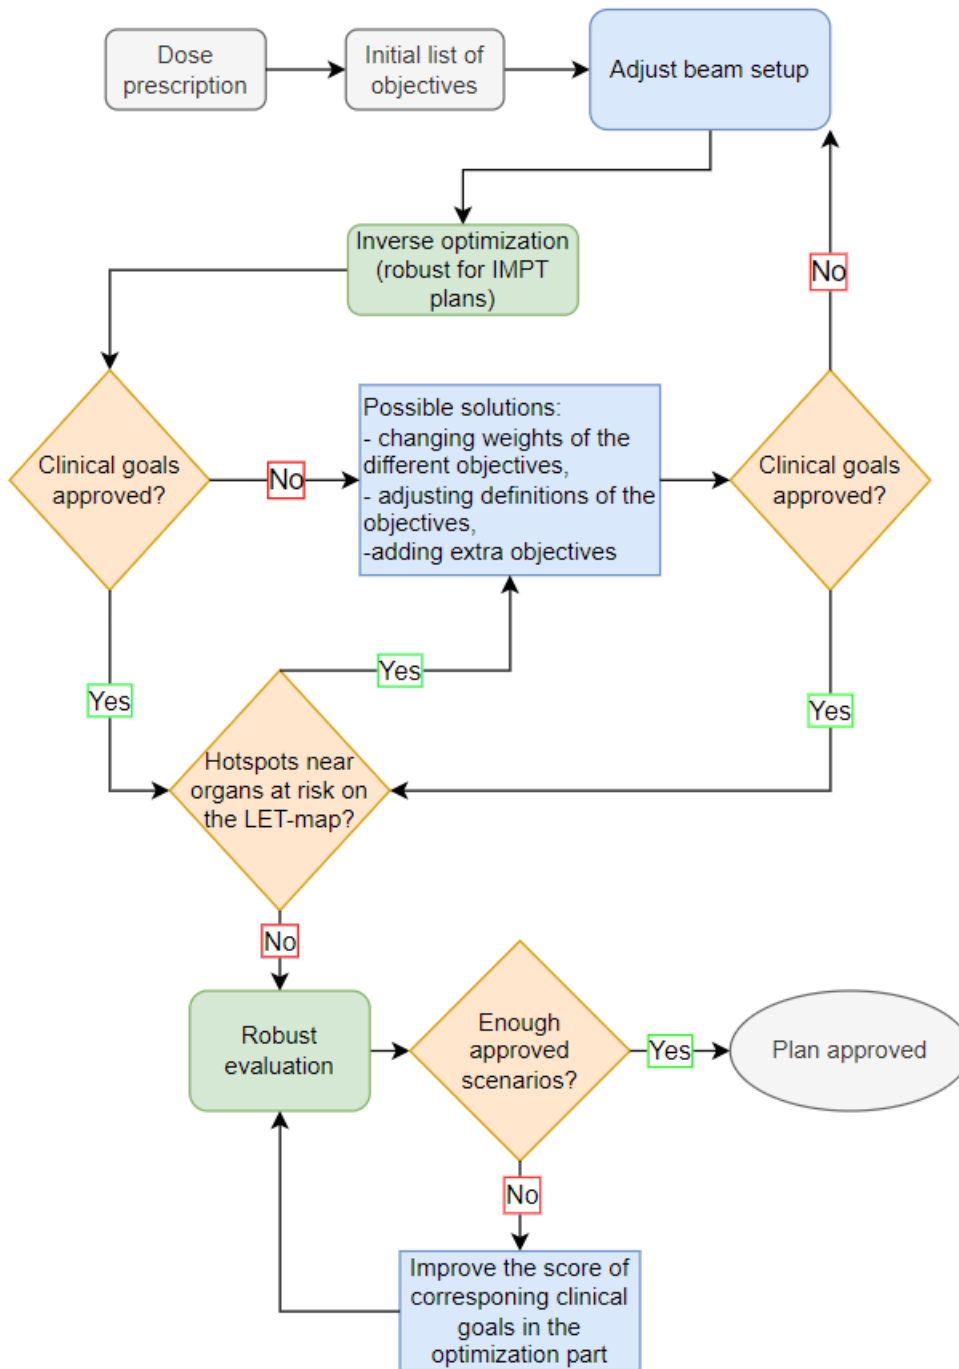 Dose
prescription
Initial list of
objectives
Adjust beam setup
Inverse optimization
(robust for IMPT
plans)
No
Clinical goals
approved?
No
Possible solutions:
- changing weights of the
different objectives,
- adjusting definitions of the
objectives,
-adding extra objectives
Clinical goals
approved?
Yes
Yes
Yes
Hotspots near
organs at risk on
the LET-map?
No
Robust
evaluation
Enough
approved
scenarios?
Yes
Plan approved
No
Improve the score of
corresponing clinical
goals in the
optimization part